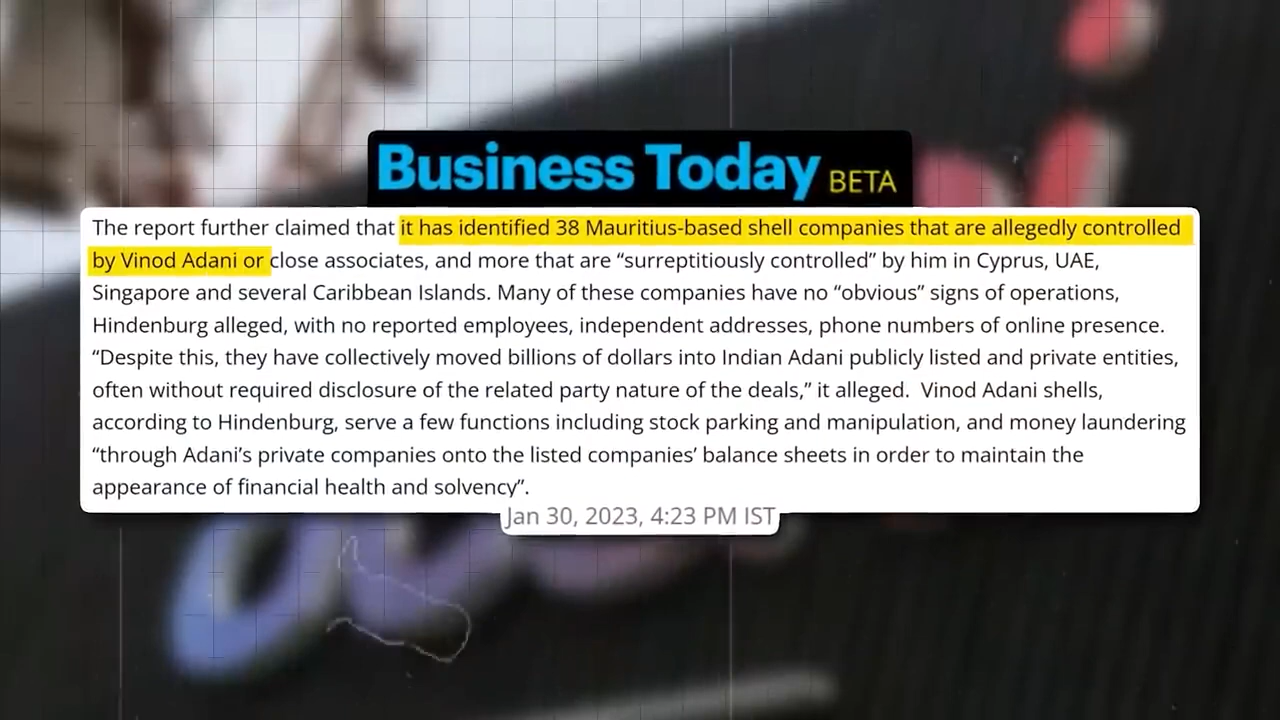 Business Today BETA
The report further claimed that it has identified 38 Mauritius-based shell companies that are allegedly controlled
by Vinod Adani or close associates, and more that are “surreptitiously controlled” by him in Cyprus, UAE,
Singapore and several Caribbean Islands. Many of these companies have no “obvious” signs of operations,
Hindenburg alleged, with no reported employees, independent addresses, phone numbers of online presence.
“Despite this, they have collectively moved billions of dollars into Indian Adani publicly listed and private entities,
often without required disclosure of the related party nature of the deals,” it alleged.  Vinod Adani shells,
according to Hindenburg, serve a few functions including stock parking and manipulation, and money laundering
“through Adani’s private companies onto the listed companies’ balance sheets in order to maintain the
appearance of financial health and solvency”.
Jan 30, 2023, 4:23 PM IST